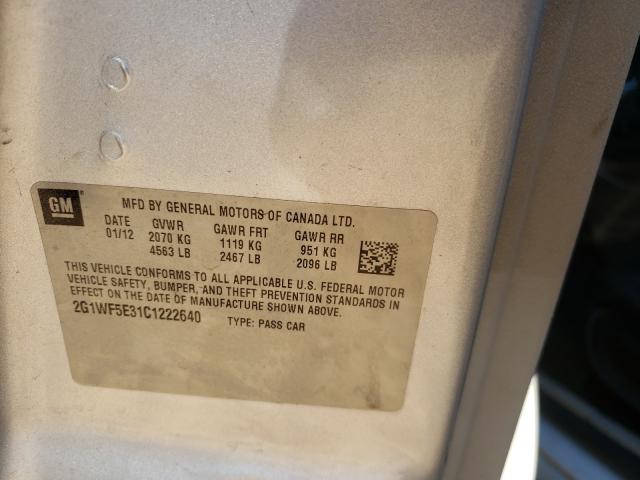 GM
MFD BY GENERAL MOTORS OF CANADA LTD.
DATE GVWR GAWR FRT GAWR RR
01/12 2070 KG 1119 KG 951 KG
4563 LB 2467 LB 2096 LB
THIS VEHICLE CONFORMS TO ALL APPLICABLE U.S. FEDERAL MOTOR
VEHICLE SAFETY, BUMPER, AND THEFT PREVENTION STANDARDS IN
EFFECT ON THE DATE OF MANUFACTURE SHOWN ABOVE.
2G1WF5E31C1222640 TYPE: PASS CAR